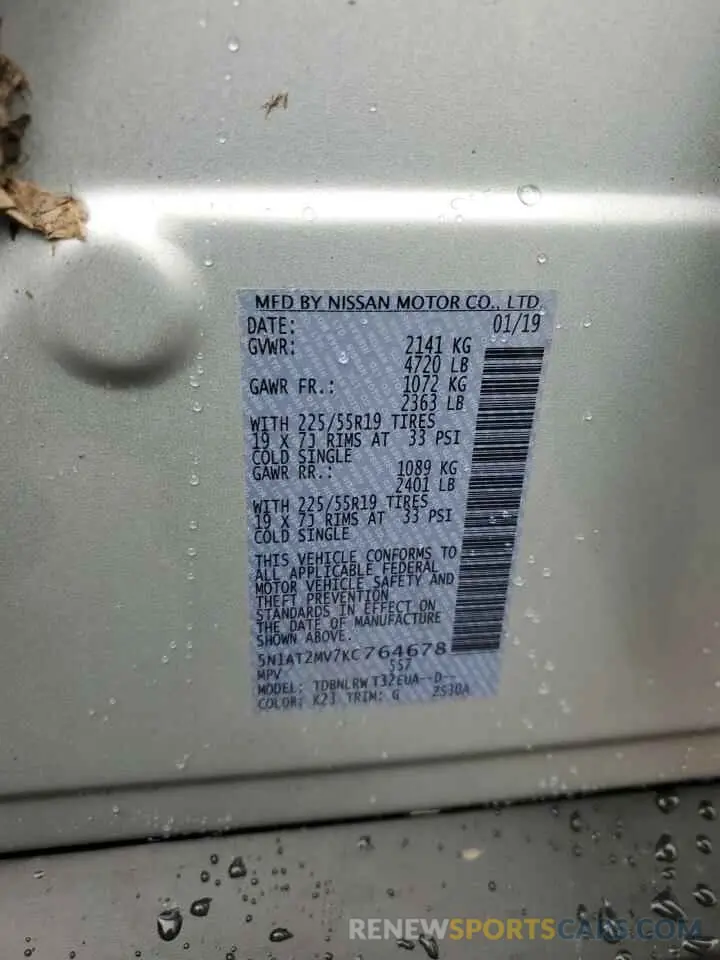 MFD BY NISSAN MOTOR CO., LTD.
DATE: 01/19
GVWR: 2141 KG
4720 LB
GAWR FR.: 1072 KG
2363 LB
WITH 225/55R19 TIRES
19 X 7J RIMS AT 33 PSI
COLD SINGLE
GAWR RR.: 1089 KG
2401 LB
WITH 225/55R19 TIRES
19 X 7J RIMS AT 33 PSI
COLD SINGLE
THIS VEHICLE CONFORMS TO
ALL APPLICABLE FEDERAL
MOTOR VEHICLE SAFETY AND
THEFT PREVENTION
STANDARDS IN EFFECT ON
THE DATE OF MANUFACTURE
SHOWN ABOVE.
5N1AT2MV7KC764678
MPV 557
MODEL: TDBNLRW T32EUA--D--
COLOR: K23 TRIM: G 2530A
RENEWSPORTSCARS.COM